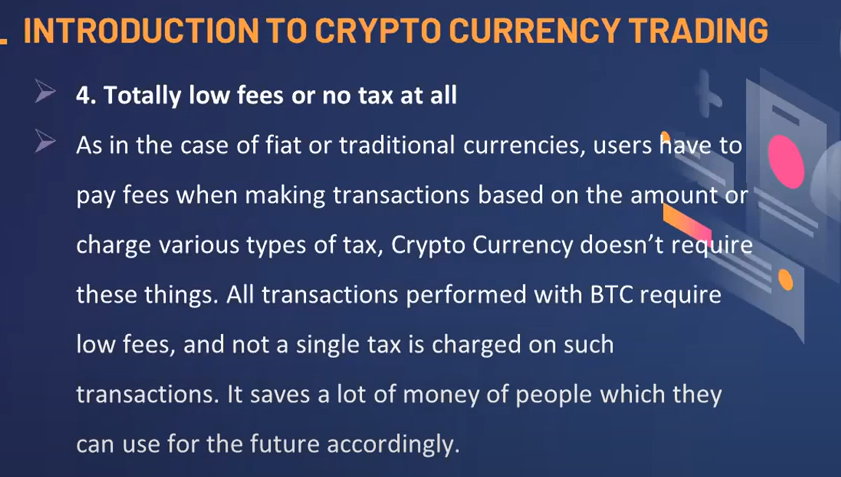 INTRODUCTION TO CRYPTO CURRENCY TRADING
4. Totally low fees or no tax at all
As in the case of fiat or traditional currencies, users have to
pay fees when making transactions based on the amount or
charge various types of tax, Crypto Currency doesn’t require
these things. All transactions performed with BTC require
low fees, and not a single tax is charged on such
transactions. It saves a lot of money of people which they
can use for the future accordingly.